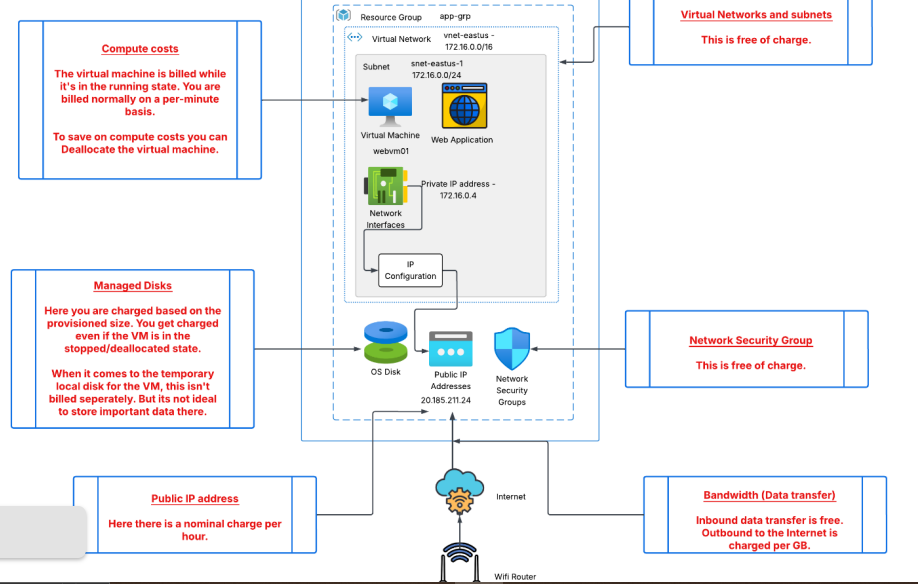 Resource Group
app-grp
Virtual Network
vnet-eastus -
172.16.0.0/16
Subnet
snet-eastus-1
172.16.0.0/24
Virtual Machine
webvm01
Web Application
Private IP address -
172.16.0.4
Network
Interfaces
IP
Configuration
OS Disk
Public IP
Addresses
20.185.211.24
Network
Security
Groups
Internet
Wifi Router
Compute costs
The virtual machine is billed while
it's in the running state. You are
billed normally on a per-minute
basis.
To save on compute costs you can
Deallocate the virtual machine.
Virtual Networks and subnets
This is free of charge.
Managed Disks
Here you are charged based on the
provisioned size. You get charged
even if the VM is in the
stopped/deallocated state.
When it comes to the temporary
local disk for the VM, this isn't
billed seperately. But its not ideal
to store important data there.
Network Security Group
This is free of charge.
Public IP address
Here there is a nominal charge per
hour.
Bandwidth (Data transfer)
Inbound data transfer is free.
Outbound to the Internet is
charged per GB.